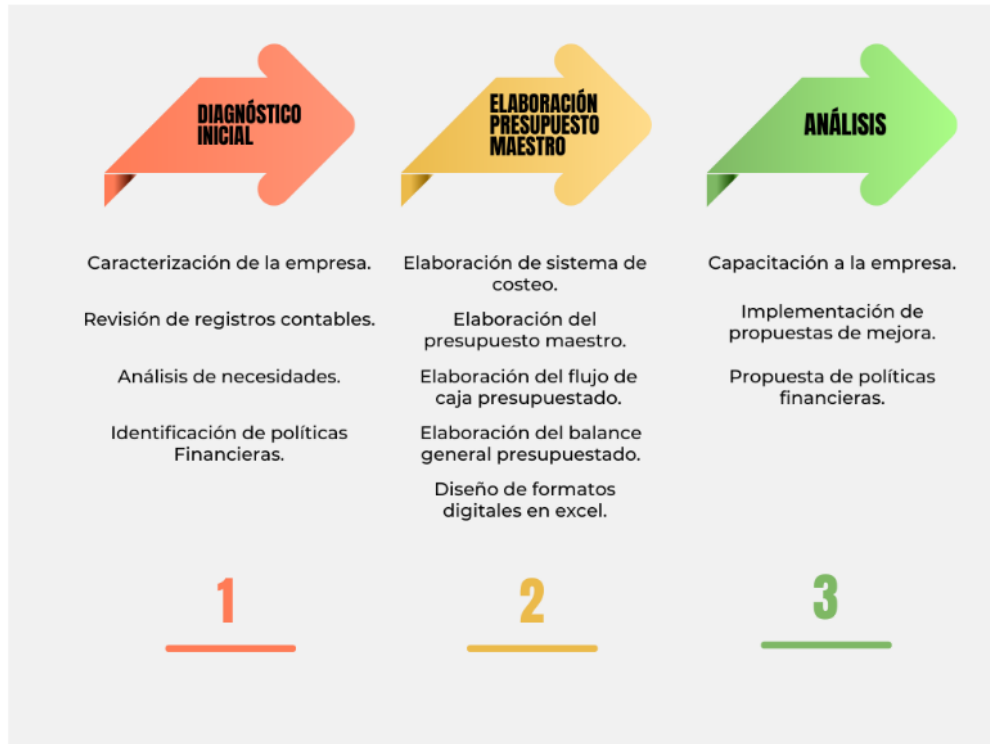 DIAGNÓSTICO
INICIAL
Caracterización de la empresa.
Revisión de registros contables.
Análisis de necesidades.
Identificación de políticas
Financieras.
1
ELABORACIÓN
PRESUPUESTO
MAESTRO
Elaboración de sistema de
costeo.
Elaboración del
presupuesto maestro.
Elaboración del flujo de
caja presupuestado.
Elaboración del balance
general presupuestado.
Diseño de formatos
digitales en excel.
2
ANÁLISIS
Capacitación a la empresa.
Implementación de
propuestas de mejora.
Propuesta de políticas
financieras.
3